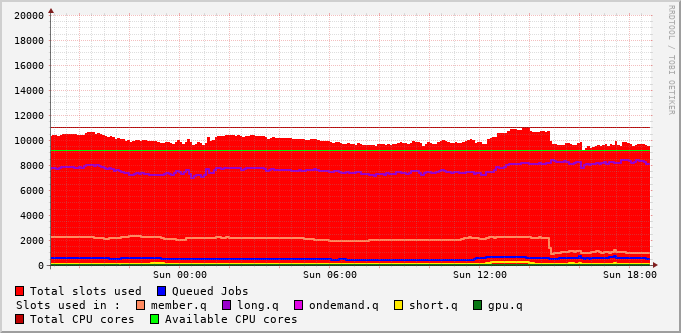 RRDTOOL / TOBI OETIKER
20000
18000
16000
14000
12000
10000
8000
6000
4000
2000
0
Sun 00:00 Sun 06:00 Sun 12:00 Sun 18:00
Total slots used Queued Jobs
Slots used in : member.q long.q ondemand.q short.q gpu.q
Total CPU cores Available CPU cores